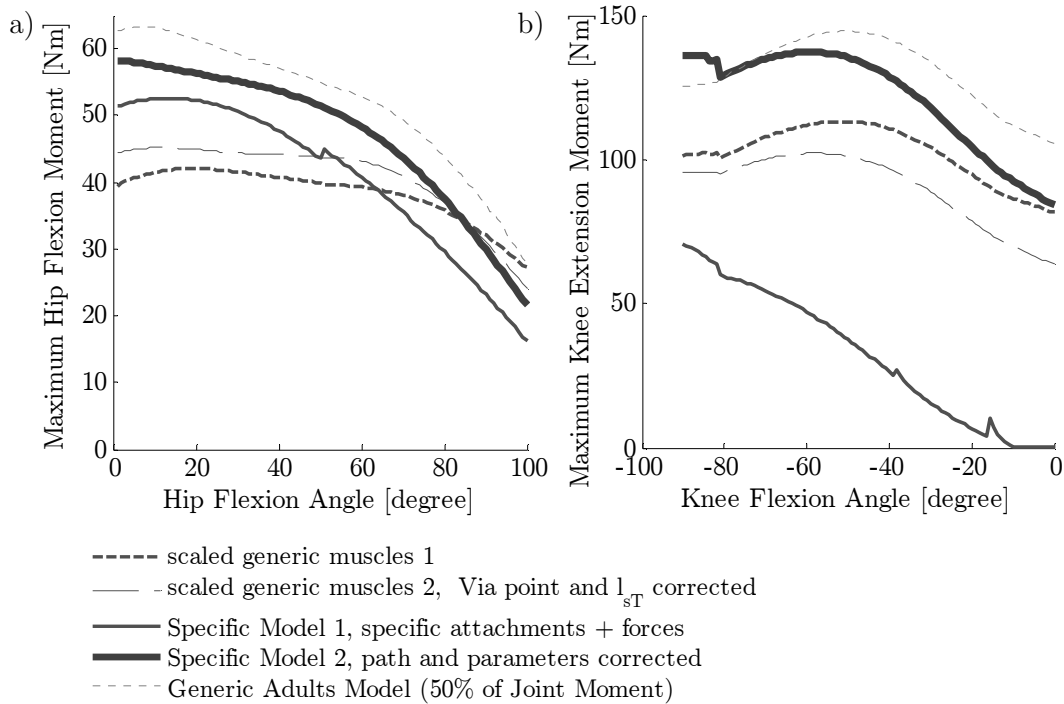 a)
Maximum Hip Flexion Moment [Nm]
60
50
40
30
20
10
0
0 20 40 60 80 100
Hip Flexion Angle [degree]
b)
Maximum Knee Extension Moment [Nm]
150
100
50
0
-100 -80 -60 -40 -20 0
Knee Flexion Angle [degree]
scaled generic muscles 1
scaled generic muscles 2, Via point and l_sT corrected
Specific Model 1, specific attachments + forces
Specific Model 2, path and parameters corrected
Generic Adults Model (50% of Joint Moment)